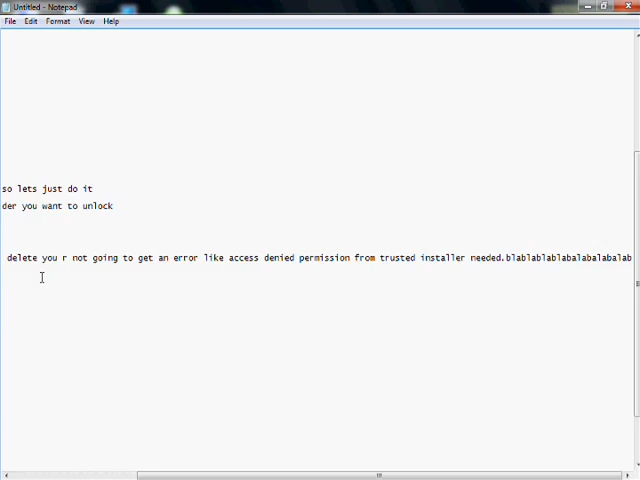 Untitled - Notepad
File Edit Format View Help
so lets just do it
der you want to unlock
delete you r not going to get an error like access denied permission from trusted installer needed.blablablablabalabalabalab